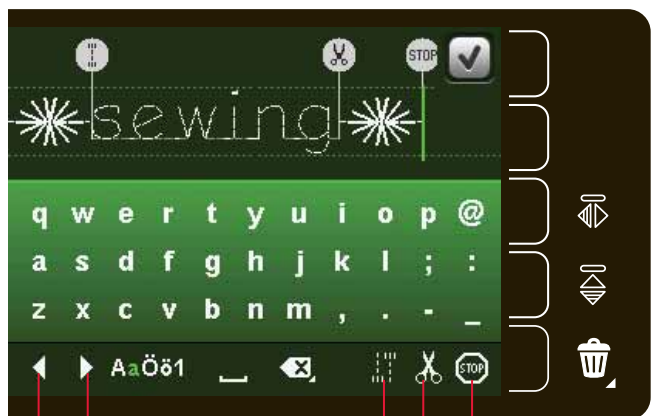 STOP
sewing
q w e r t y u i o p @
a s d f g h j k l ; :
z x c v b n m , . - _
AaÖö1 STOP